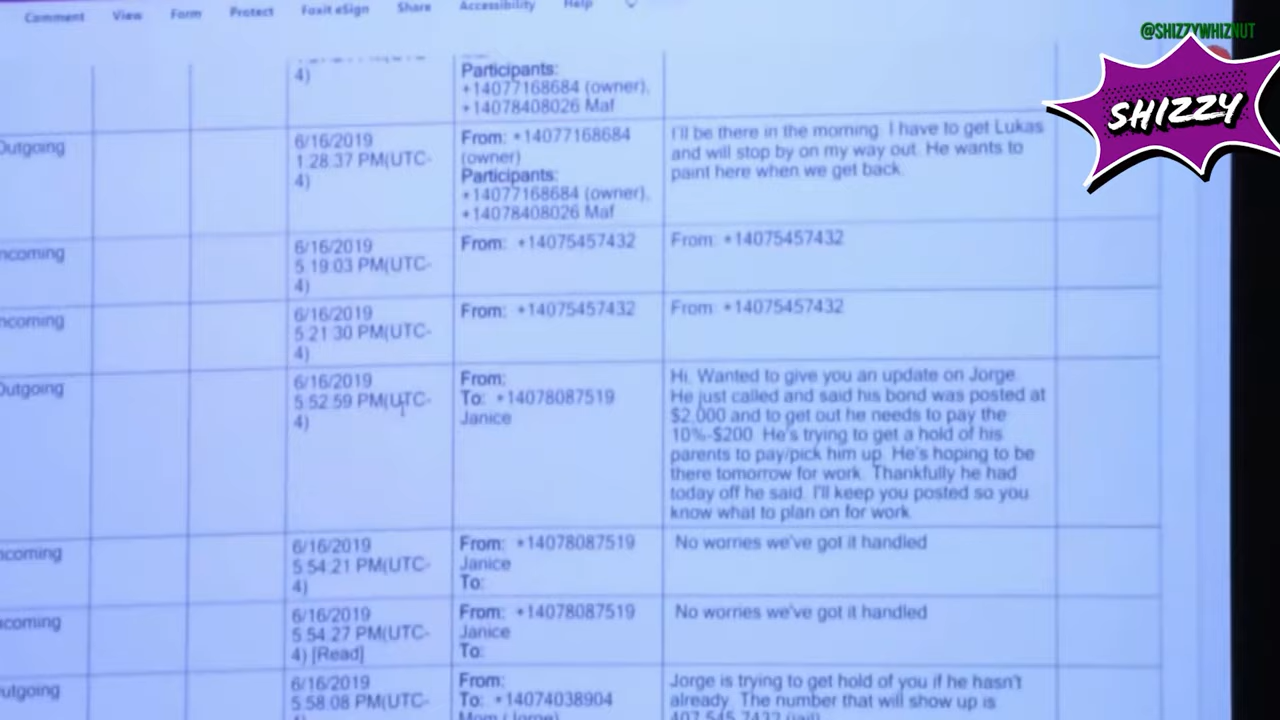 Comment View Form Protect Foxit eSign Share Accessibility Help
@SHIZZYWHIZNUT
SHIZZY
4)
Participants:
+14077168684 (owner),
+14078408026 Maf
Outgoing
6/16/2019
1:28:37 PM(UTC-
4)
From: +14077168684
(owner)
Participants:
+14077168684 (owner),
+14078408026 Maf
I'll be there in the morning. I have to get Lukas
and will stop by on my way out. He wants to
paint here when we get back.
ncoming
6/16/2019
5:19:03 PM(UTC-
4)
From: +14075457432
From: +14075457432
ncoming
6/16/2019
5:21:30 PM(UTC-
4)
From: +14075457432
From: +14075457432
Outgoing
6/16/2019
5:52:59 PM(UTC-
4)
From:
To: +14078087519
Janice
Hi. Wanted to give you an update on Jorge.
He just called and said his bond was posted at
$2,000 and to get out he needs to pay the
10%-$200. He's trying to get a hold of his
parents to pay/pick him up. He's hoping to be
there tomorrow for work. Thankfully he had
today off he said. I'll keep you posted so you
know what to plan on for work.
ncoming
6/16/2019
5:54:21 PM(UTC-
4)
From: +14078087519
Janice
To:
No worries we've got it handled
ncoming
6/16/2019
5:54:27 PM(UTC-
4) [Read]
From: +14078087519
Janice
To:
No worries we've got it handled
utgoing
6/16/2019
5:58:08 PM(UTC-
From:
To: +14074038904
Mom (Jorge)
Jorge is trying to get hold of you if he hasn't
already. The number that will show up is
407-545-7432 (jail)